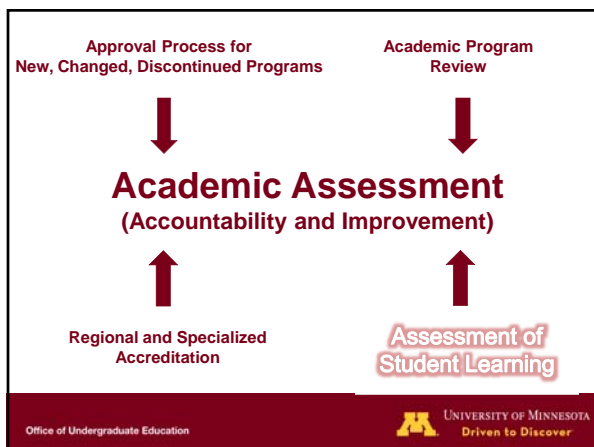 Approval Process for
New, Changed, Discontinued Programs
Academic Program
Review
Academic Assessment
(Accountability and Improvement)
Regional and Specialized
Accreditation
Assessment of
Student Learning
Office of Undergraduate Education
UNIVERSITY OF MINNESOTA
Driven to Discover